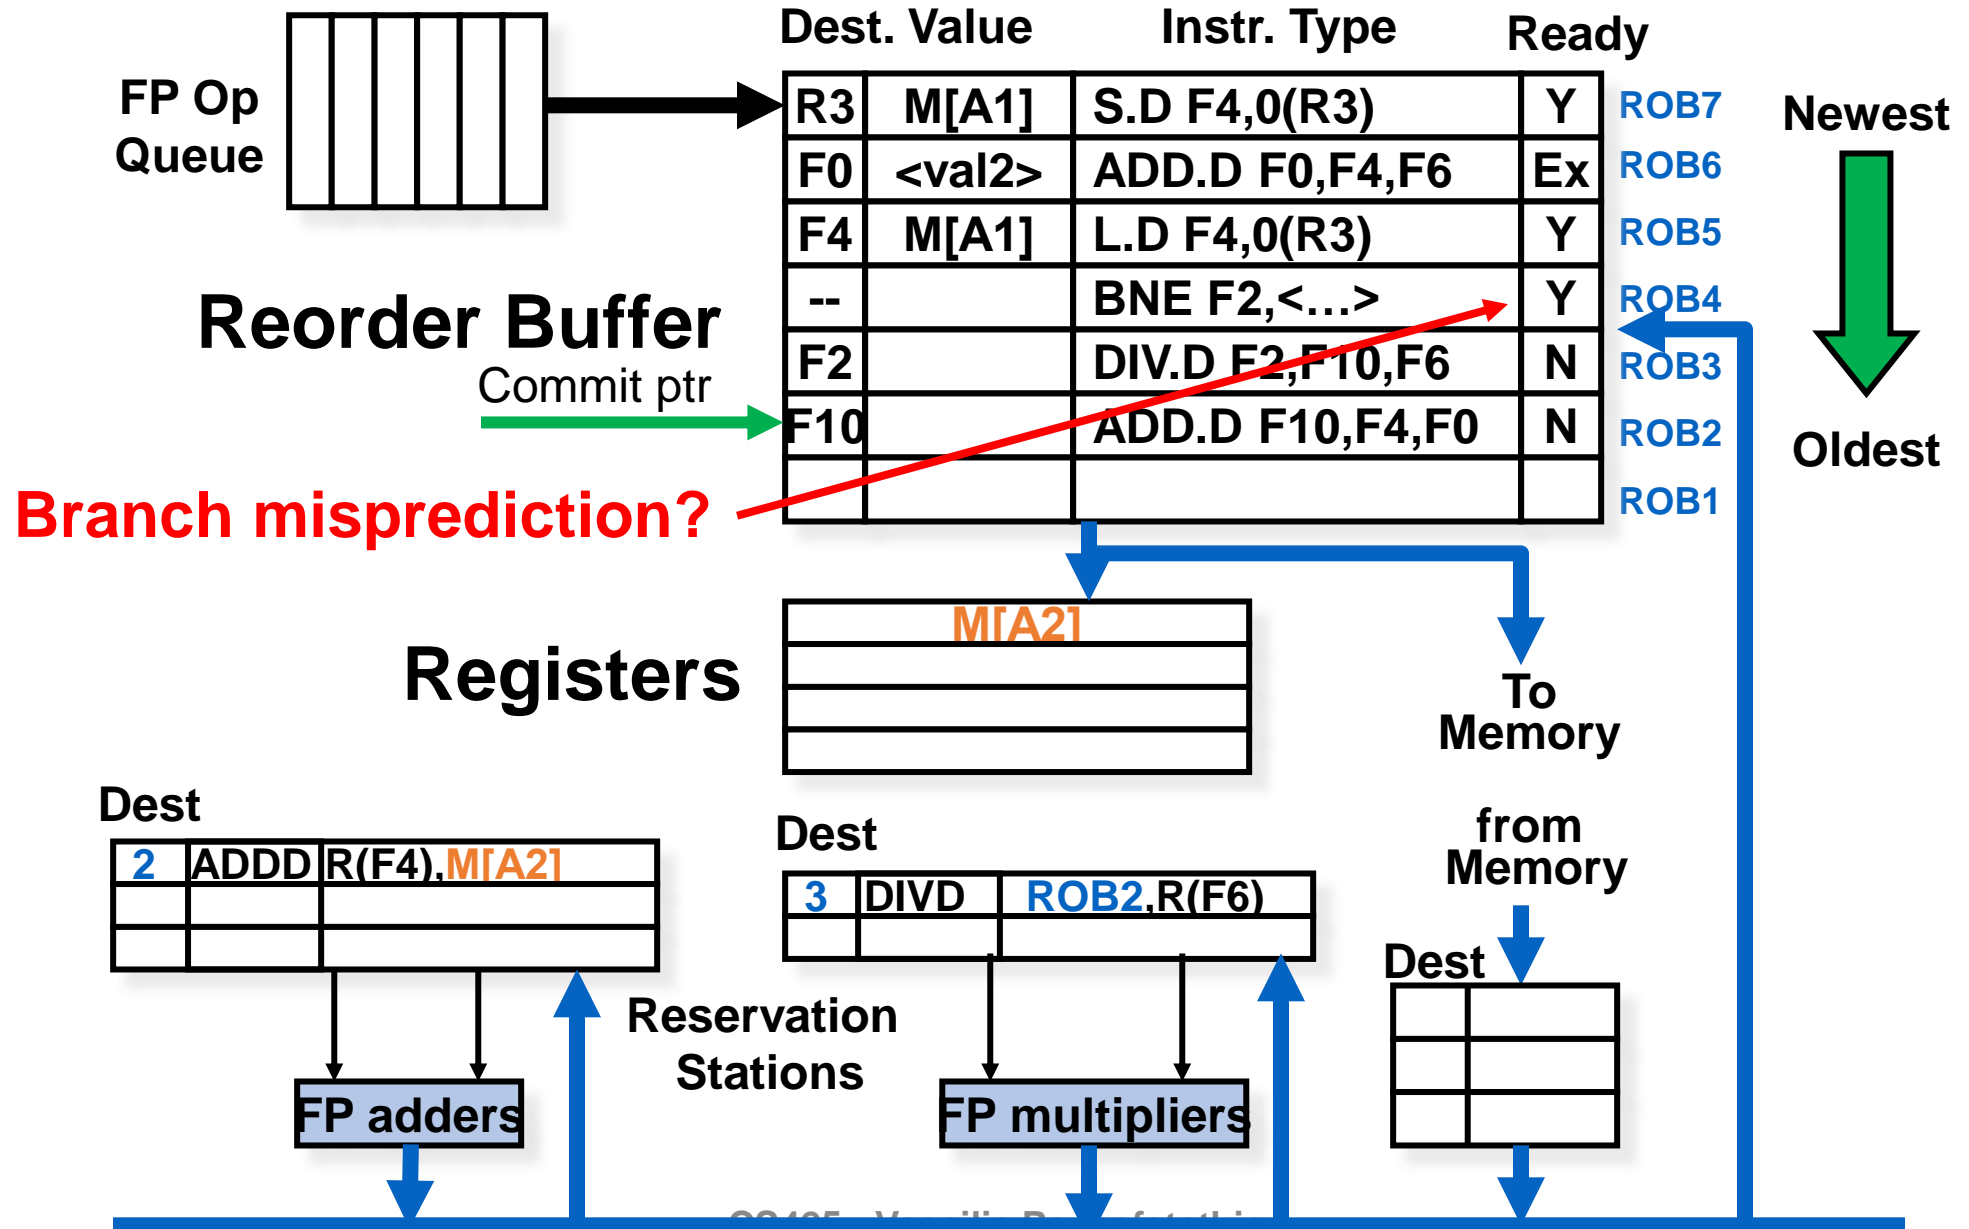 Dest. Value Instr. Type Ready
FP Op
Queue
R3 M[A1] S.D F4,0(R3) Y ROB7
F0 <val2> ADD.D F0,F4,F6 Ex ROB6
F4 M[A1] L.D F4,0(R3) Y ROB5
-- BNE F2,<...> Y ROB4
F2 DIV.D F2,F10,F6 N ROB3
F10 ADD.D F10,F4,F0 N ROB2
ROB1
Newest
Oldest
Reorder Buffer
Commit ptr
Branch misprediction?
Registers
M[A2]
To
Memory
Dest
2 ADDD R(F4),M[A2]
Dest
3 DIVD ROB2,R(F6)
from
Memory
Dest
Reservation
Stations
FP adders
FP multipliers